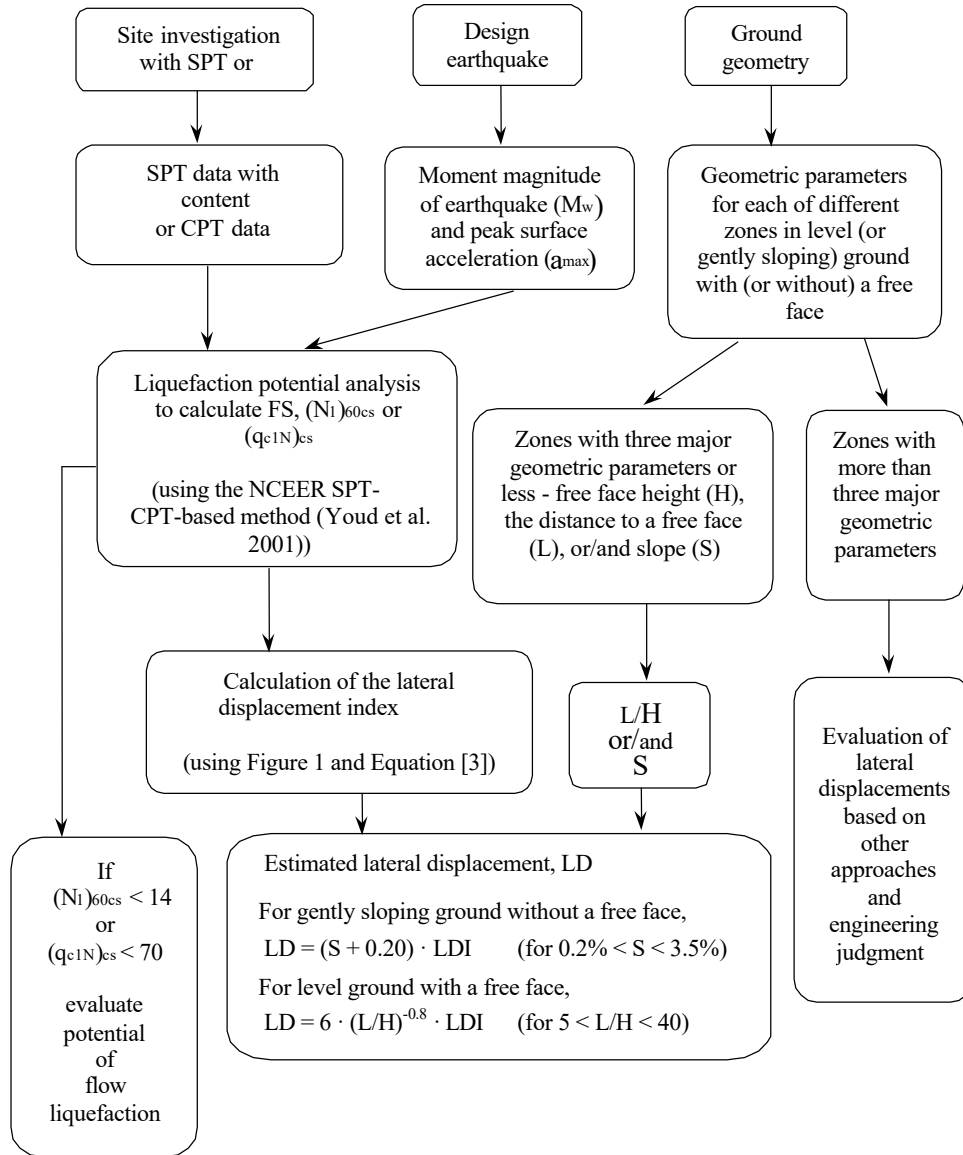 Site investigation
with SPT or
Design
earthquake
Ground
geometry
SPT data with
content
or CPT data
Moment magnitude
of earthquake (Mw)
and peak surface
acceleration (amax)
Geometric parameters
for each of different
zones in level (or
gently sloping) ground
with (or without) a free
face
Liquefaction potential analysis
to calculate FS, (N1)60cs or
(qc1N)cs
(using the NCEER SPT-
CPT-based method (Youd et al.
2001))
Zones with three major
geometric parameters or
less - free face height (H),
the distance to a free face
(L), or/and slope (S)
Zones with
more than
three major
geometric
parameters
Calculation of the lateral
displacement index
(using Figure 1 and Equation [3])
L/H
or/and
S
Evaluation of
lateral
displacements
based on
other
approaches
and
engineering
judgment
If
(N1)60cs < 14
or
(qc1N)cs < 70
evaluate
potential
of
flow
liquefaction
Estimated lateral displacement, LD
For gently sloping ground without a free face,
LD = (S + 0.20) · LDI (for 0.2% < S < 3.5%)
For level ground with a free face,
LD = 6 · (L/H)-0.8 · LDI (for 5 < L/H < 40)